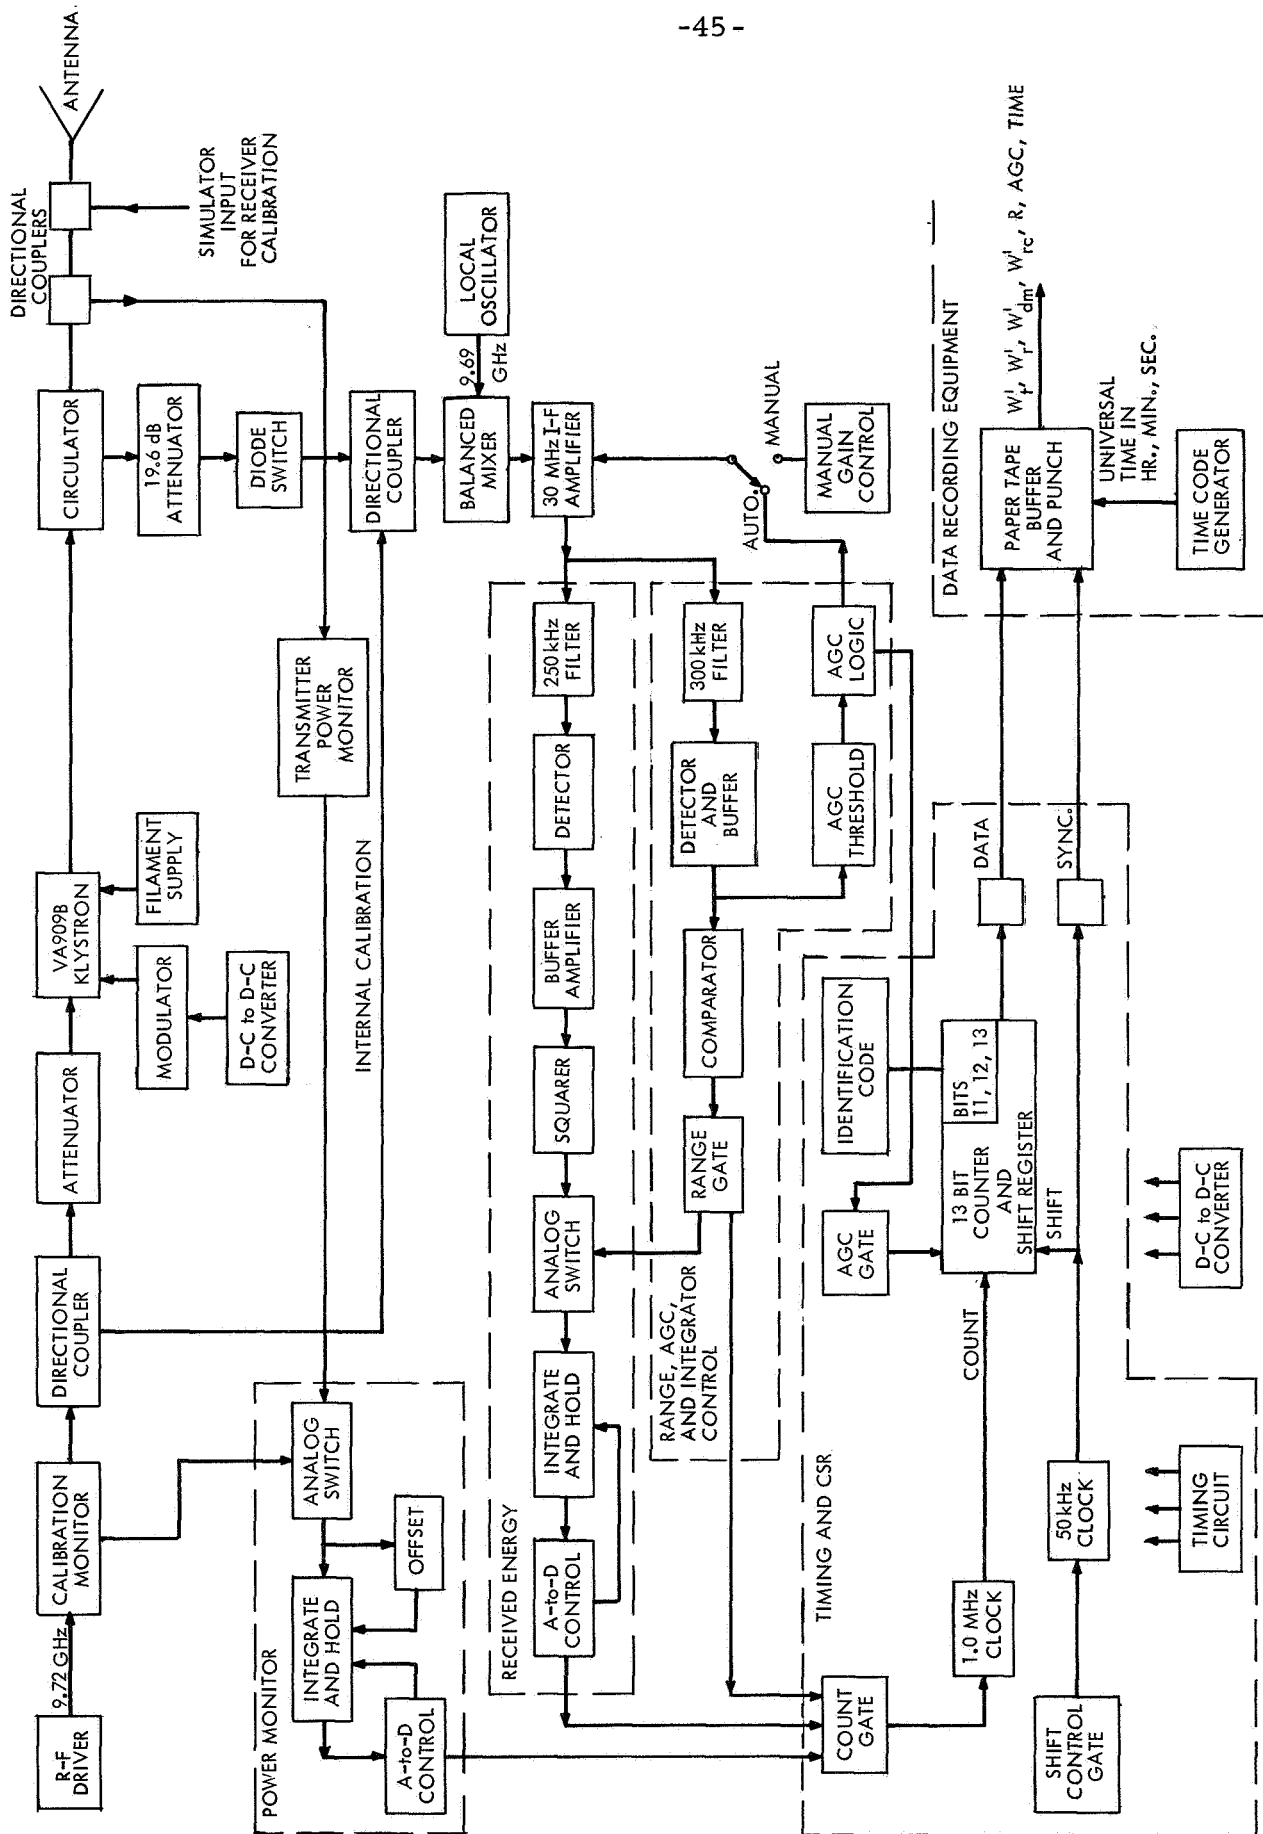 -45-
R-F
DRIVER
9.72 GHz
CALIBRATION
MONITOR
DIRECTIONAL
COUPLER
ATTENUATOR
VA909B
KLYSTRON
CIRCULATOR
DIRECTIONAL
COUPLERS
ANTENNA
MODULATOR
FILAMENT
SUPPLY
D-C to D-C
CONVERTER
19.6 dB
ATTENUATOR
DIODE
SWITCH
SIMULATOR
INPUT
FOR RECEIVER
CALIBRATION
POWER MONITOR
ANALOG
SWITCH
INTEGRATE
AND HOLD
OFFSET
A-to-D
CONTROL
TRANSMITTER
POWER
MONITOR
INTERNAL CALIBRATION
DIRECTIONAL
COUPLER
BALANCED
MIXER
9.69
GHz
LOCAL
OSCILLATOR
30 MHz I-F
AMPLIFIER
RECEIVED ENERGY
A-to-D
CONTROL
INTEGRATE
AND HOLD
ANALOG
SWITCH
SQUARER
BUFFER
AMPLIFIER
DETECTOR
250 kHz
FILTER
RANGE, AGC,
AND INTEGRATOR
CONTROL
RANGE
GATE
COMPARATOR
DETECTOR
AND
BUFFER
300 kHz
FILTER
AGC
THRESHOLD
AGC
LOGIC
AUTO.
MANUAL
MANUAL
GAIN
CONTROL
TIMING AND CSR
COUNT
GATE
1.0 MHz
CLOCK
COUNT
AGC
GATE
IDENTIFICATION
CODE
13 BIT
COUNTER
AND
SHIFT REGISTER
BITS
11, 12, 13
SHIFT
DATA
SYNC.
SHIFT
CONTROL
GATE
50 kHz
CLOCK
TIMING
CIRCUIT
D-C to D-C
CONVERTER
DATA RECORDING EQUIPMENT
PAPER TAPE
BUFFER
AND PUNCH
W't, W'r, W'dm, W'rc, R, AGC, TIME
UNIVERSAL
TIME IN
HR., MIN., SEC.
TIME CODE
GENERATOR